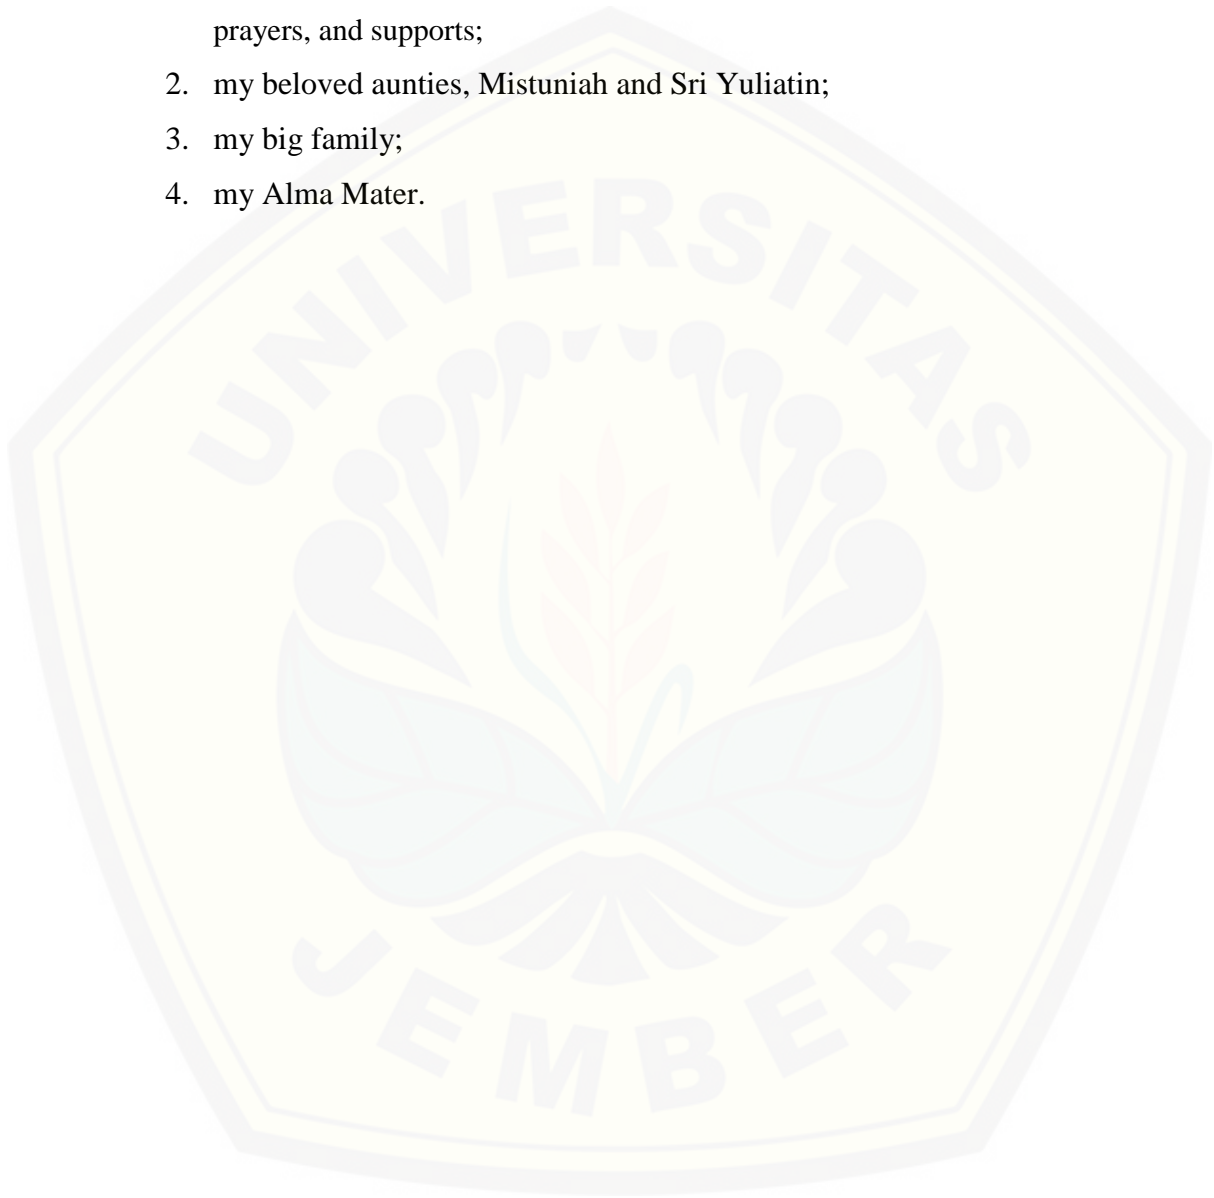 prayers, and supports;
2. my beloved aunties, Mistuniah and Sri Yuliatin;
3. my big family;
4. my Alma Mater.
UNIVERSITAS
JEMBER